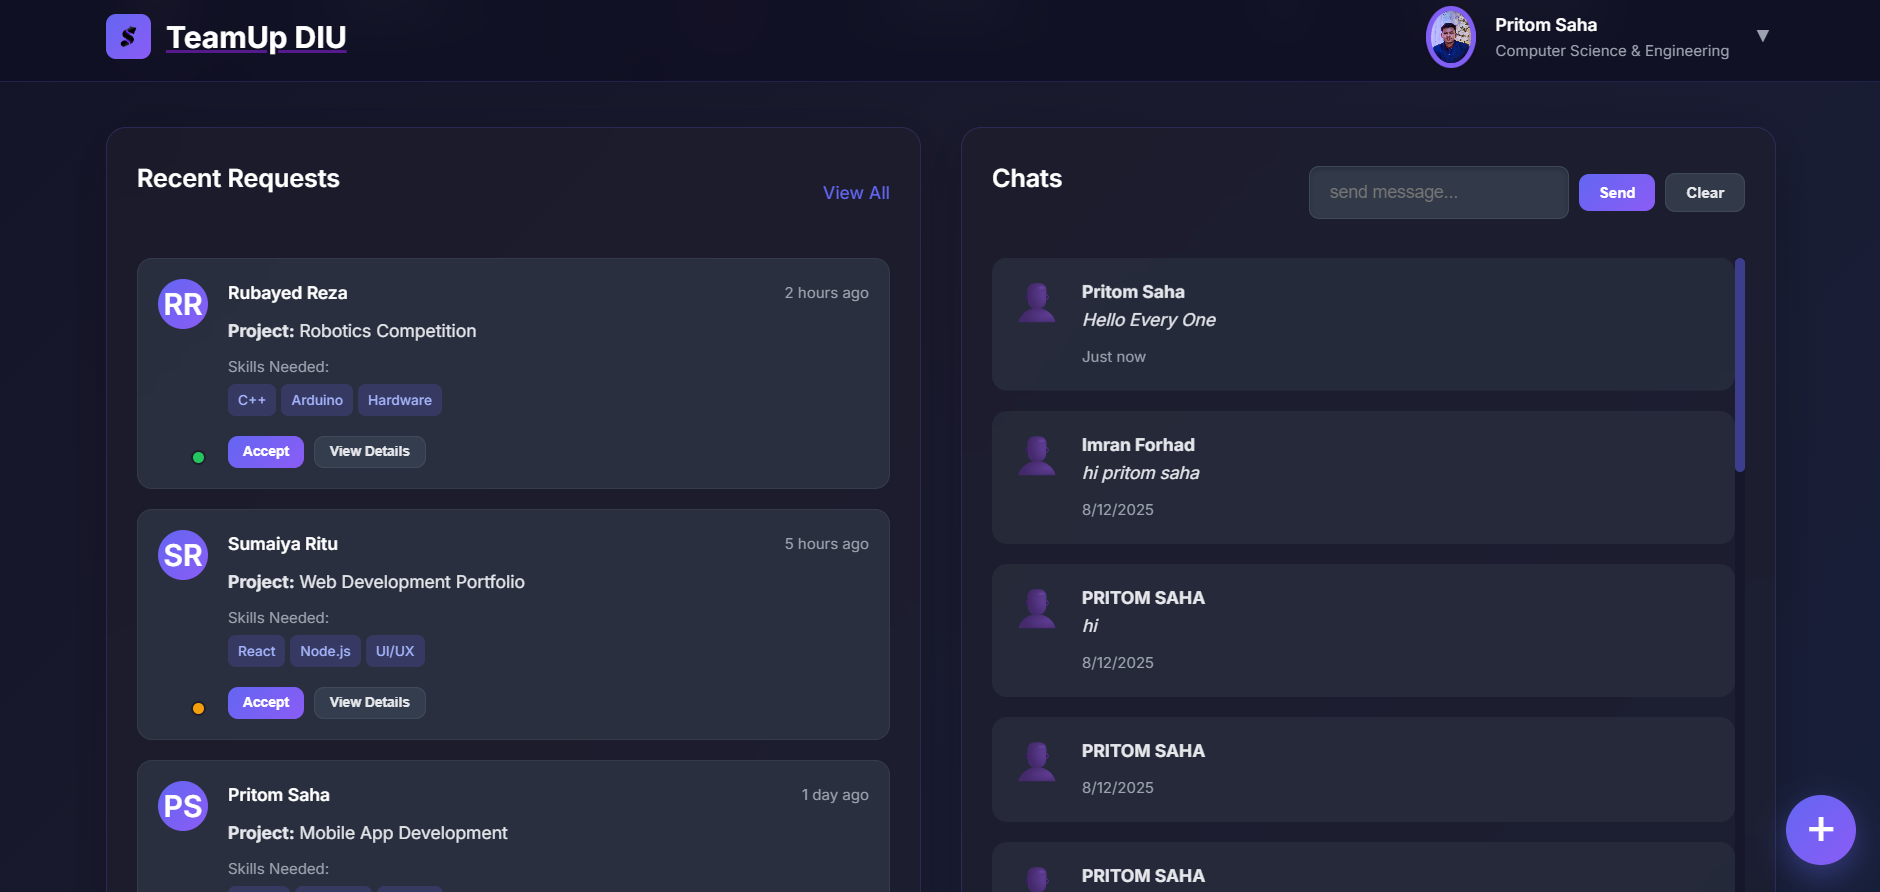 TeamUp DIU
Pritom Saha
Computer Science & Engineering
▼
Recent Requests
View All
RR
Rubayed Reza
2 hours ago
Project: Robotics Competition
Skills Needed:
C++ Arduino Hardware
Accept View Details
SR
Sumaiya Ritu
5 hours ago
Project: Web Development Portfolio
Skills Needed:
React Node.js UI/UX
Accept View Details
PS
Pritom Saha
1 day ago
Project: Mobile App Development
Skills Needed:
Chats
send message...
Send
Clear
Pritom Saha
Hello Every One
Just now
Imran Forhad
hi pritom saha
8/12/2025
PRITOM SAHA
hi
8/12/2025
PRITOM SAHA
8/12/2025
PRITOM SAHA
+